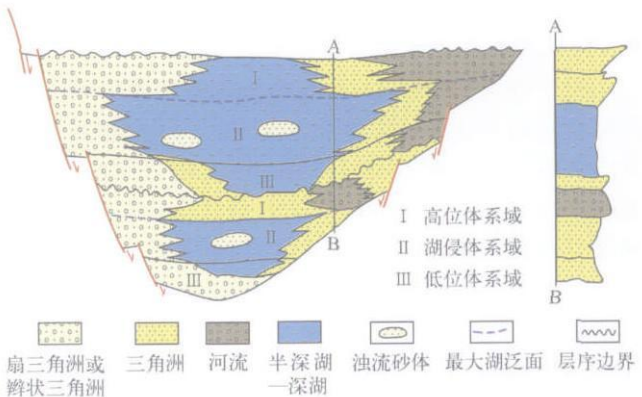 A
A
I
II
III
I
II
III
B
I 高位体系域
II 湖侵体系域
III 低位体系域
B
扇三角洲或
辫状三角洲
三角洲
河流
半深湖
—深湖
浊流砂体
最大湖泛面
层序边界